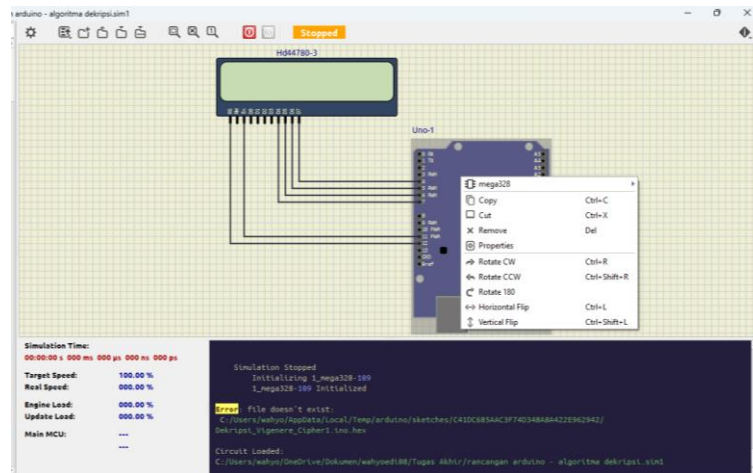 arduino - algoritma dekripsi.sim1
Stopped
Hd44780-3
Uno-1
mega328
Copy Ctrl+C
Cut Ctrl+X
Remove Del
Properties
Rotate CW Ctrl+R
Rotate CCW Ctrl+Shift+R
Rotate 180
Horizontal Flip Ctrl+L
Vertical Flip Ctrl+Shift+L
Simulation Time:
00:00:00 s 000 ms 000 µs 000 ns 000 ps
Target Speed: 100.00 %
Real Speed: 000.00 %
Engine Load: 000.00 %
Update Load: 000.00 %
Main MCU: ---
---
Simulation Stopped
Initializing 1_mega328-109
1_mega328-109 Initialized
Error: file doesn't exist:
C:/Users/wahyo/AppData/Local/Temp/arduino/sketches/C41DC685AAC3F74D348A8A422E962942/
Dekripsi_Vigenere_Cipher1.ino.hex
Circuit Loaded:
C:/Users/wahyo/OneDrive/Dokumen/wahyoedi08/Tugas Akhir/rancangan arduino - algoritma dekripsi.sim1